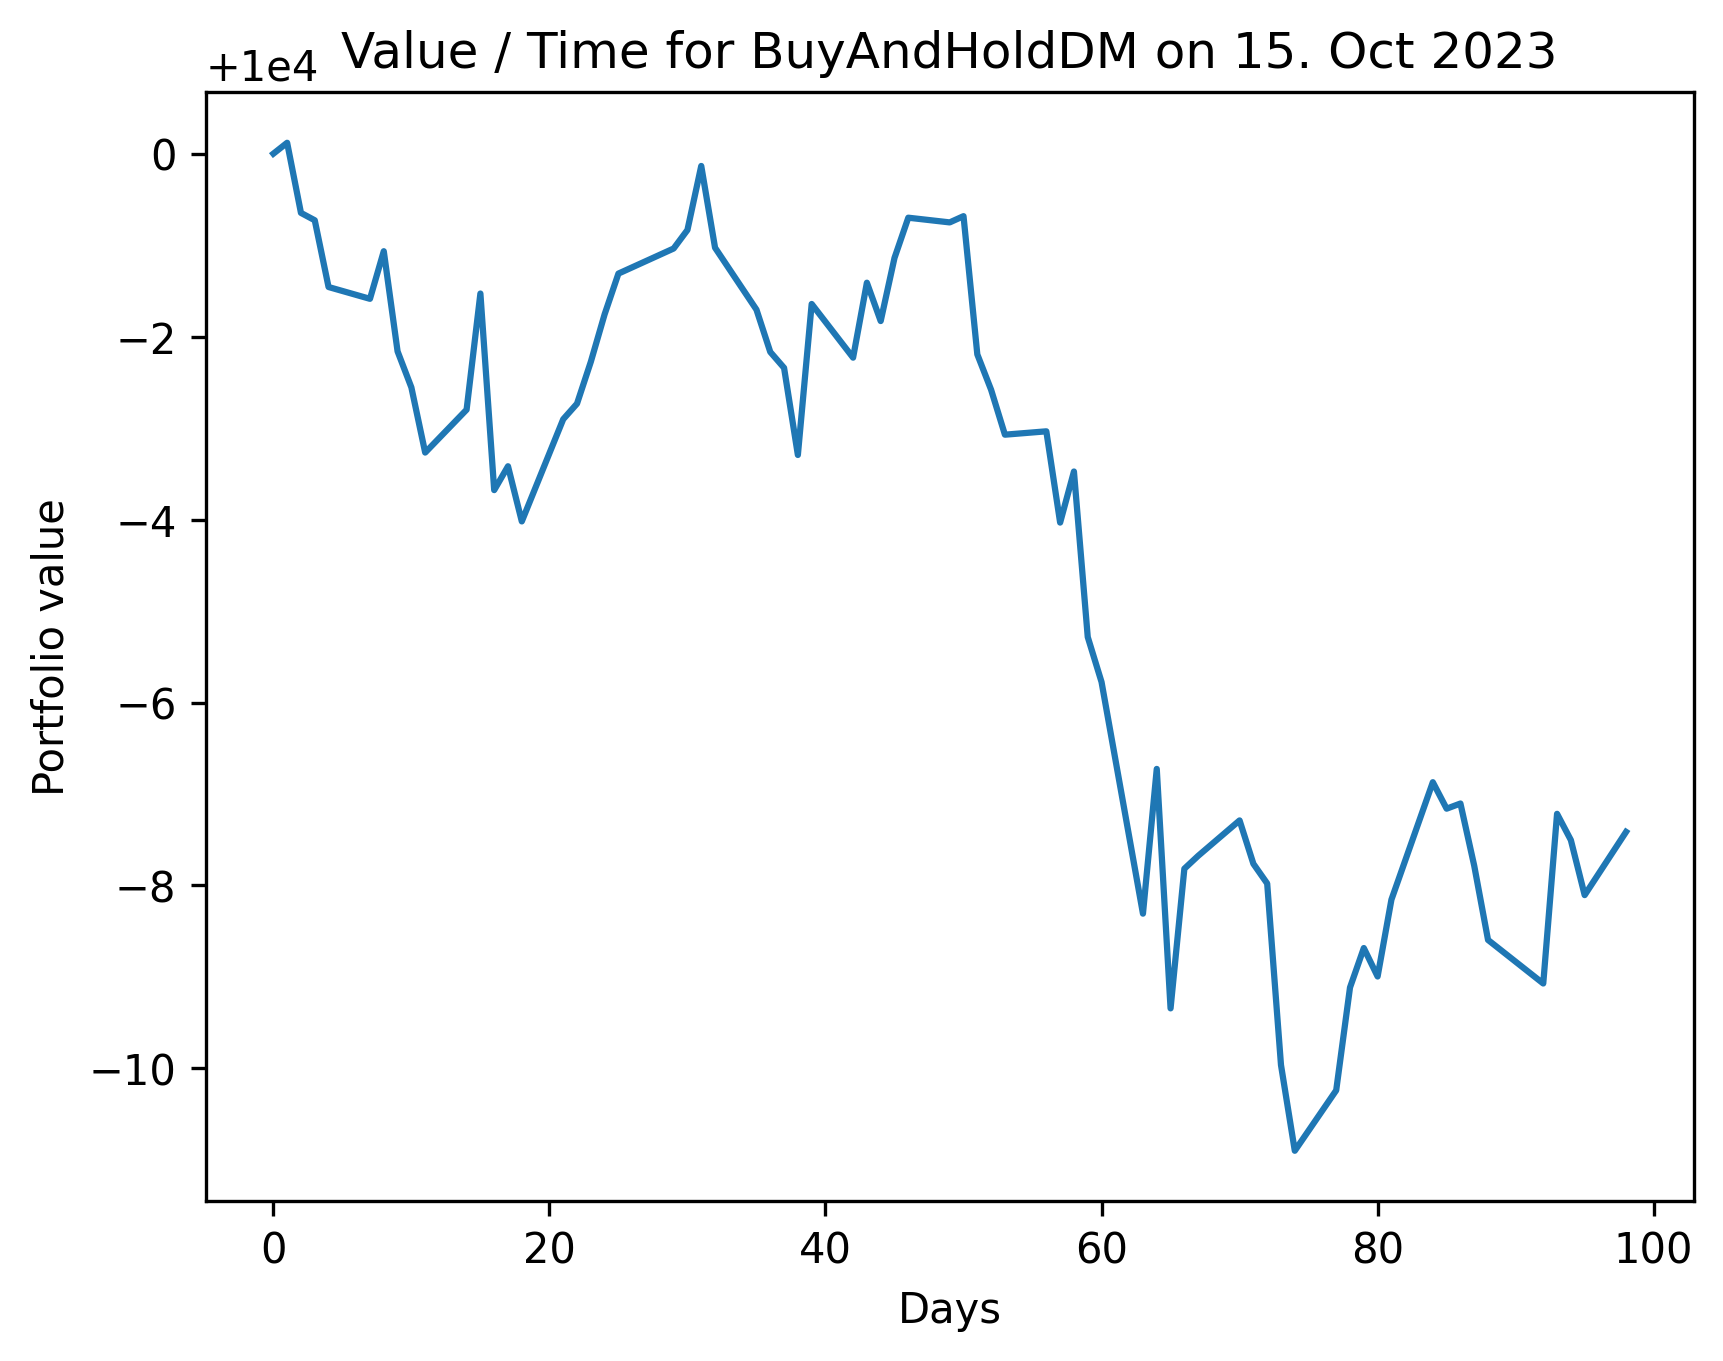 Value / Time for BuyAndHoldDM on 15. Oct 2023
+1e4
0
−2
−4
−6
−8
−10
Portfolio value
0 20 40 60 80 100
Days